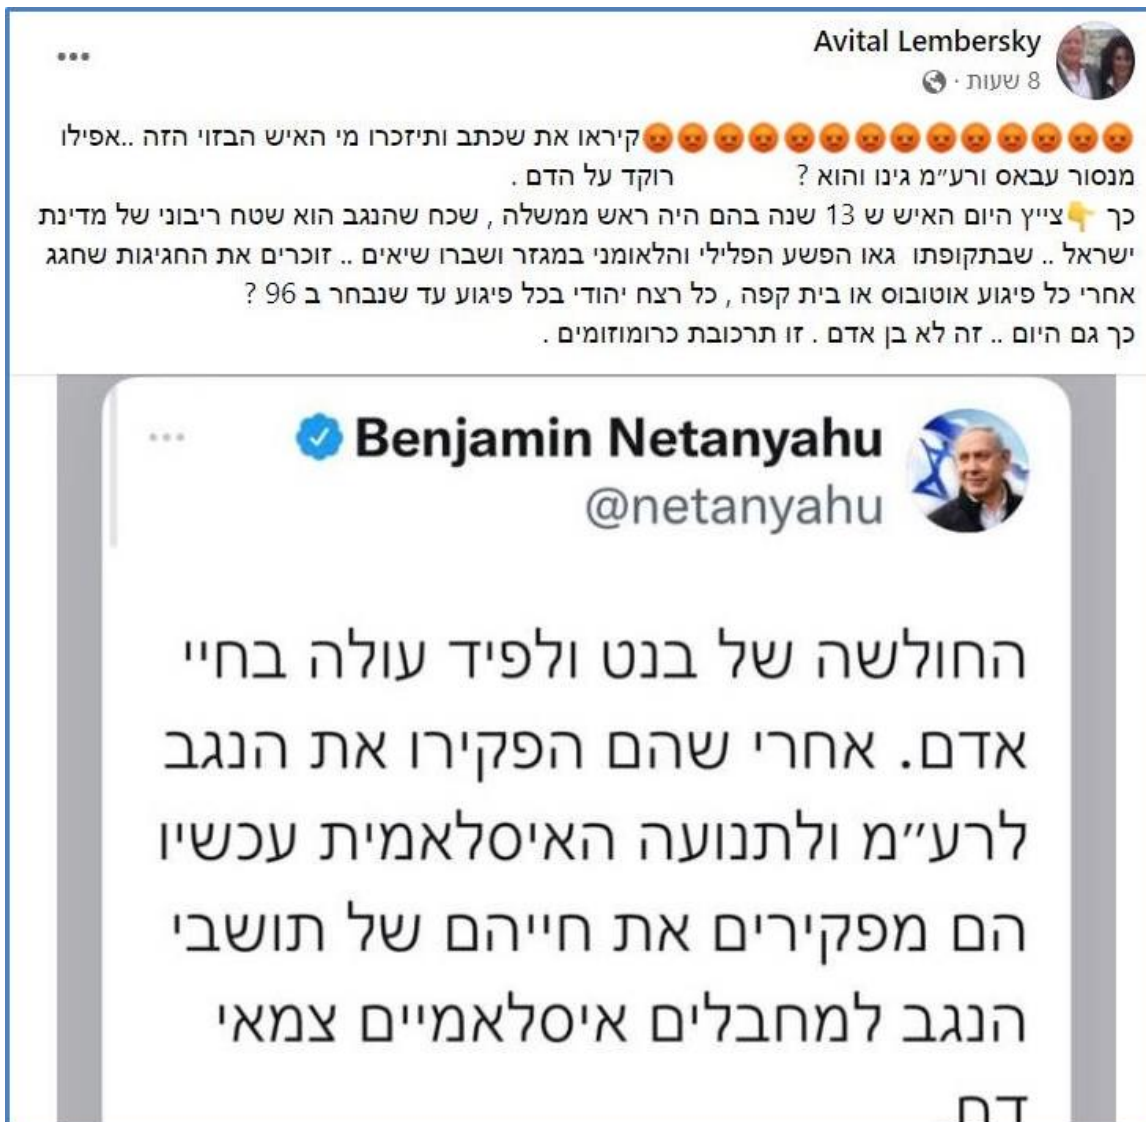 Avital Lembersky
8 שעות ·
😡😡😡😡😡😡😡😡😡😡😡😡😡😡קיראו את שכתב ותיזכרו מי האיש הבזוי הזה ..אפילו
מנסור עבאס ורע״מ גינו והוא ? רוקד על הדם .
כך 👇צייץ היום האיש ש 13 שנה בהם היה ראש ממשלה , שכח שהנגב הוא שטח ריבוני של מדינת
ישראל .. שבתקופתו גאו הפשע הפלילי והלאומני במגזר ושברו שיאים .. זוכרים את החגיגות שחגג
אחרי כל פיגוע אוטובוס או בית קפה , כל רצח יהודי בכל פיגוע עד שנבחר ב 96 ?
כך גם היום .. זה לא בן אדם . זו תרכובת כרומוזומים .
Benjamin Netanyahu
@netanyahu
החולשה של בנט ולפיד עולה בחיי
אדם. אחרי שהם הפקירו את הנגב
לרע״מ ולתנועה האיסלאמית עכשיו
הם מפקירים את חייהם של תושבי
הנגב למחבלים איסלאמיים צמאי
דם.